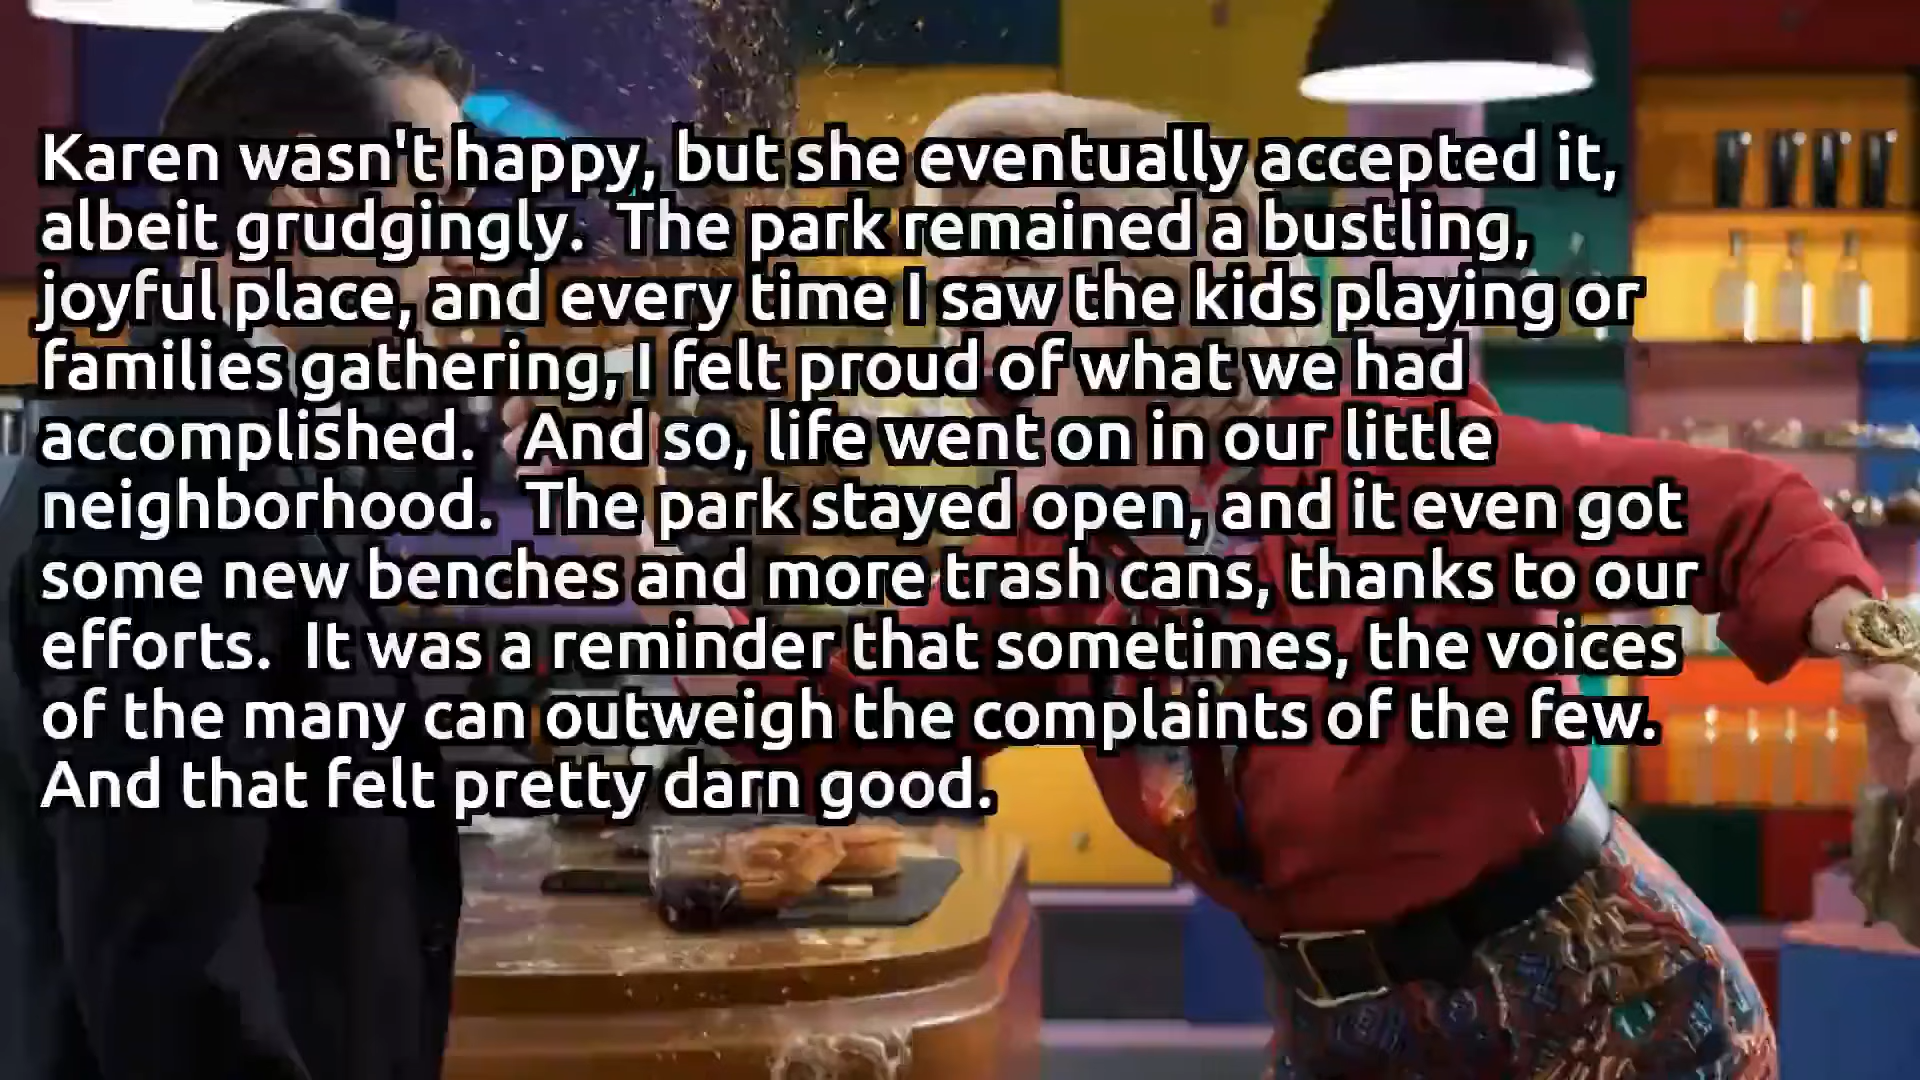 Karen wasn't happy, but she eventually accepted it,
albeit grudgingly.  The park remained a bustling,
joyful place, and every time I saw the kids playing or
families gathering, I felt proud of what we had
accomplished.   And so, life went on in our little
neighborhood.  The park stayed open, and it even got
some new benches and more trash cans, thanks to our
efforts.  It was a reminder that sometimes, the voices
of the many can outweigh the complaints of the few.
And that felt pretty darn good.